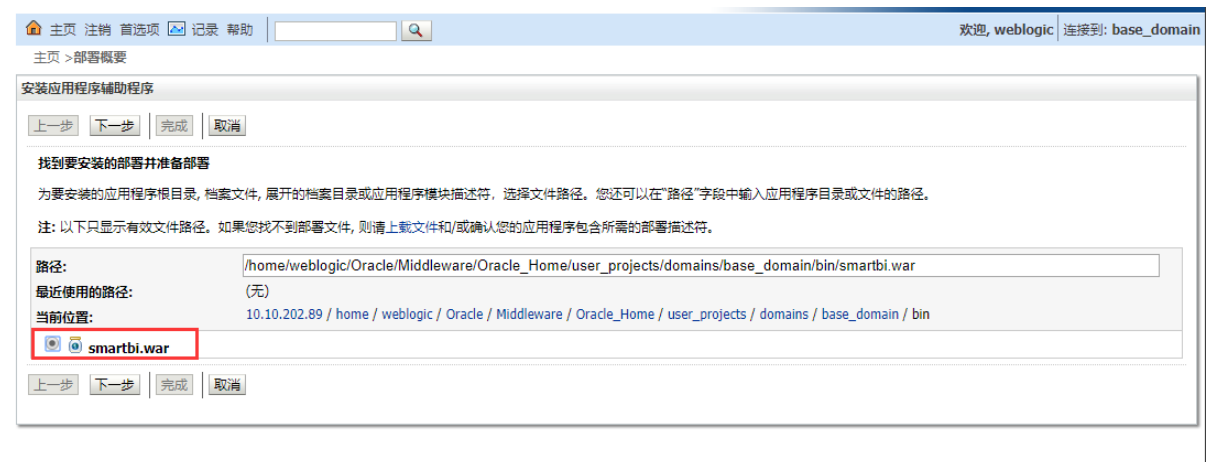 主页 注销 首选项 记录 帮助 欢迎, weblogic 连接到: base_domain
主页 >部署概要
安装应用程序辅助程序
上一步 下一步 完成 取消
找到要安装的部署并准备部署
为要安装的应用程序根目录, 档案文件, 展开的档案目录或应用程序模块描述符, 选择文件路径。您还可以在"路径"字段中输入应用程序目录或文件的路径。
注: 以下只显示有效文件路径。如果您找不到部署文件, 则请上载文件和/或确认您的应用程序包含所需的部署描述符。
路径: /home/weblogic/Oracle/Middleware/Oracle_Home/user_projects/domains/base_domain/bin/smartbi.war
最近使用的路径: (无)
当前位置: 10.10.202.89 / home / weblogic / Oracle / Middleware / Oracle_Home / user_projects / domains / base_domain / bin
smartbi.war
上一步 下一步 完成 取消